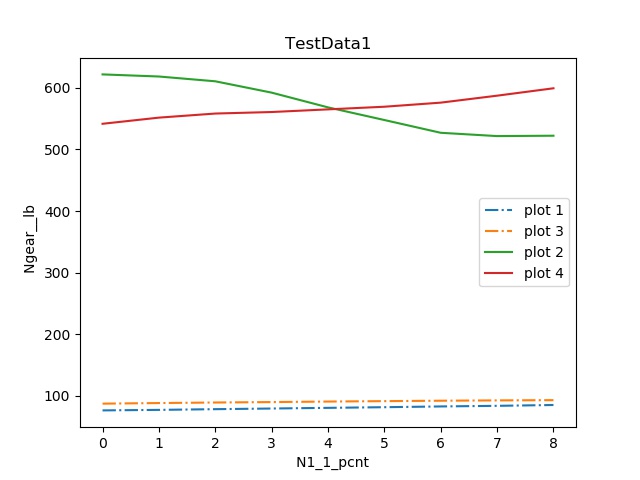 TestData1
600
500
400
300
200
100
Ngear__lb
plot 1
plot 3
plot 2
plot 4
0 1 2 3 4 5 6 7 8
N1_1_pcnt